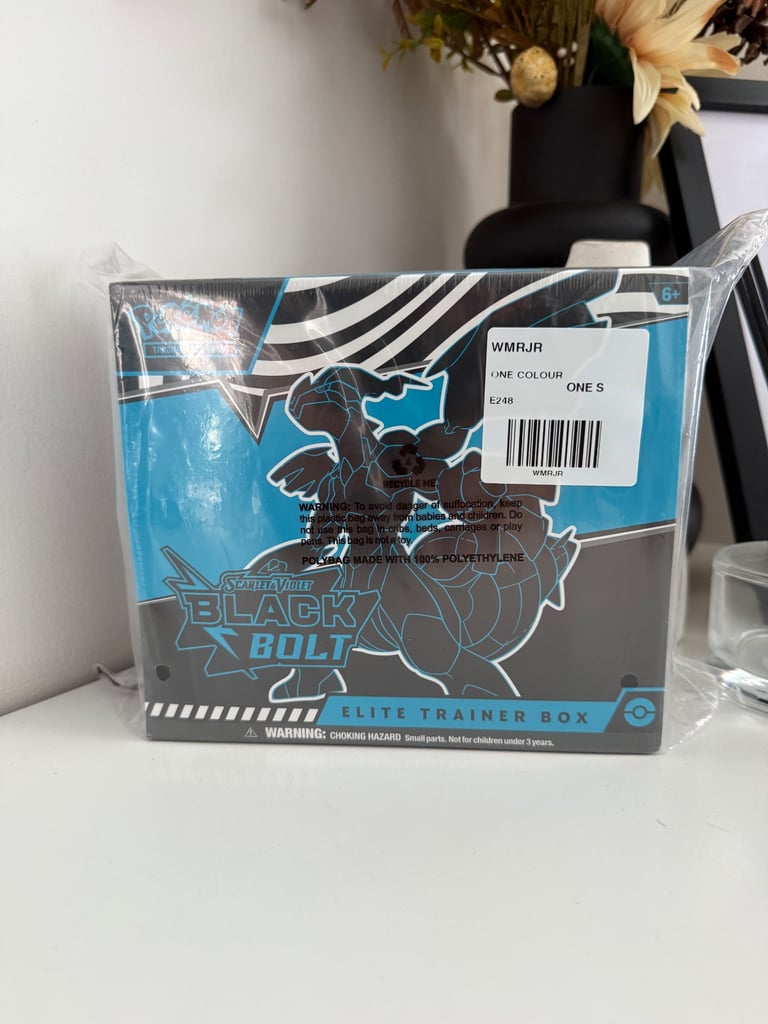 Pokémon
6+
WMRJR
ONE COLOUR
ONE S
E248
WMRJR
RECYCLE ME
WARNING: To avoid danger of suffocation, keep
this plastic bag away from babies and children. Do
not use this bag in cribs, beds, carriages or play
pens. This bag is not a toy.
POLYBAG MADE WITH 100% POLYETHYLENE
SCARLET & VIOLET
BLACK
BOLT
ELITE TRAINER BOX
WARNING: CHOKING HAZARD Small parts. Not for children under 3 years.